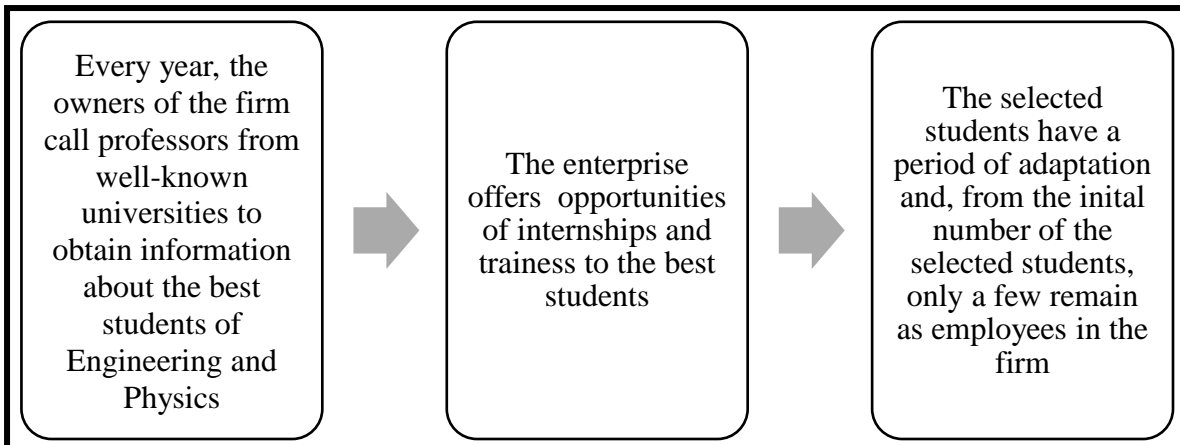 Every year, the
owners of the firm
call professors from
well-known
universities to
obtain information
about the best
students of
Engineering and
Physics
The enterprise
offers opportunities
of internships and
trainess to the best
students
The selected
students have a
period of adaptation
and, from the inital
number of the
selected students,
only a few remain
as employees in the
firm